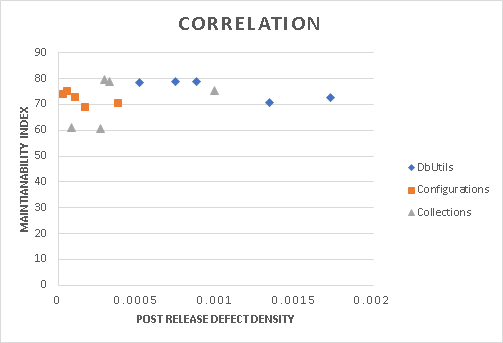 CORRELATION
90
80
70
60
50
40
30
20
10
0
MAINTIANABILITY INDEX
0 0.0005 0.001 0.0015 0.002
POST RELEASE DEFECT DENSITY
DbUtils
Configurations
Collections